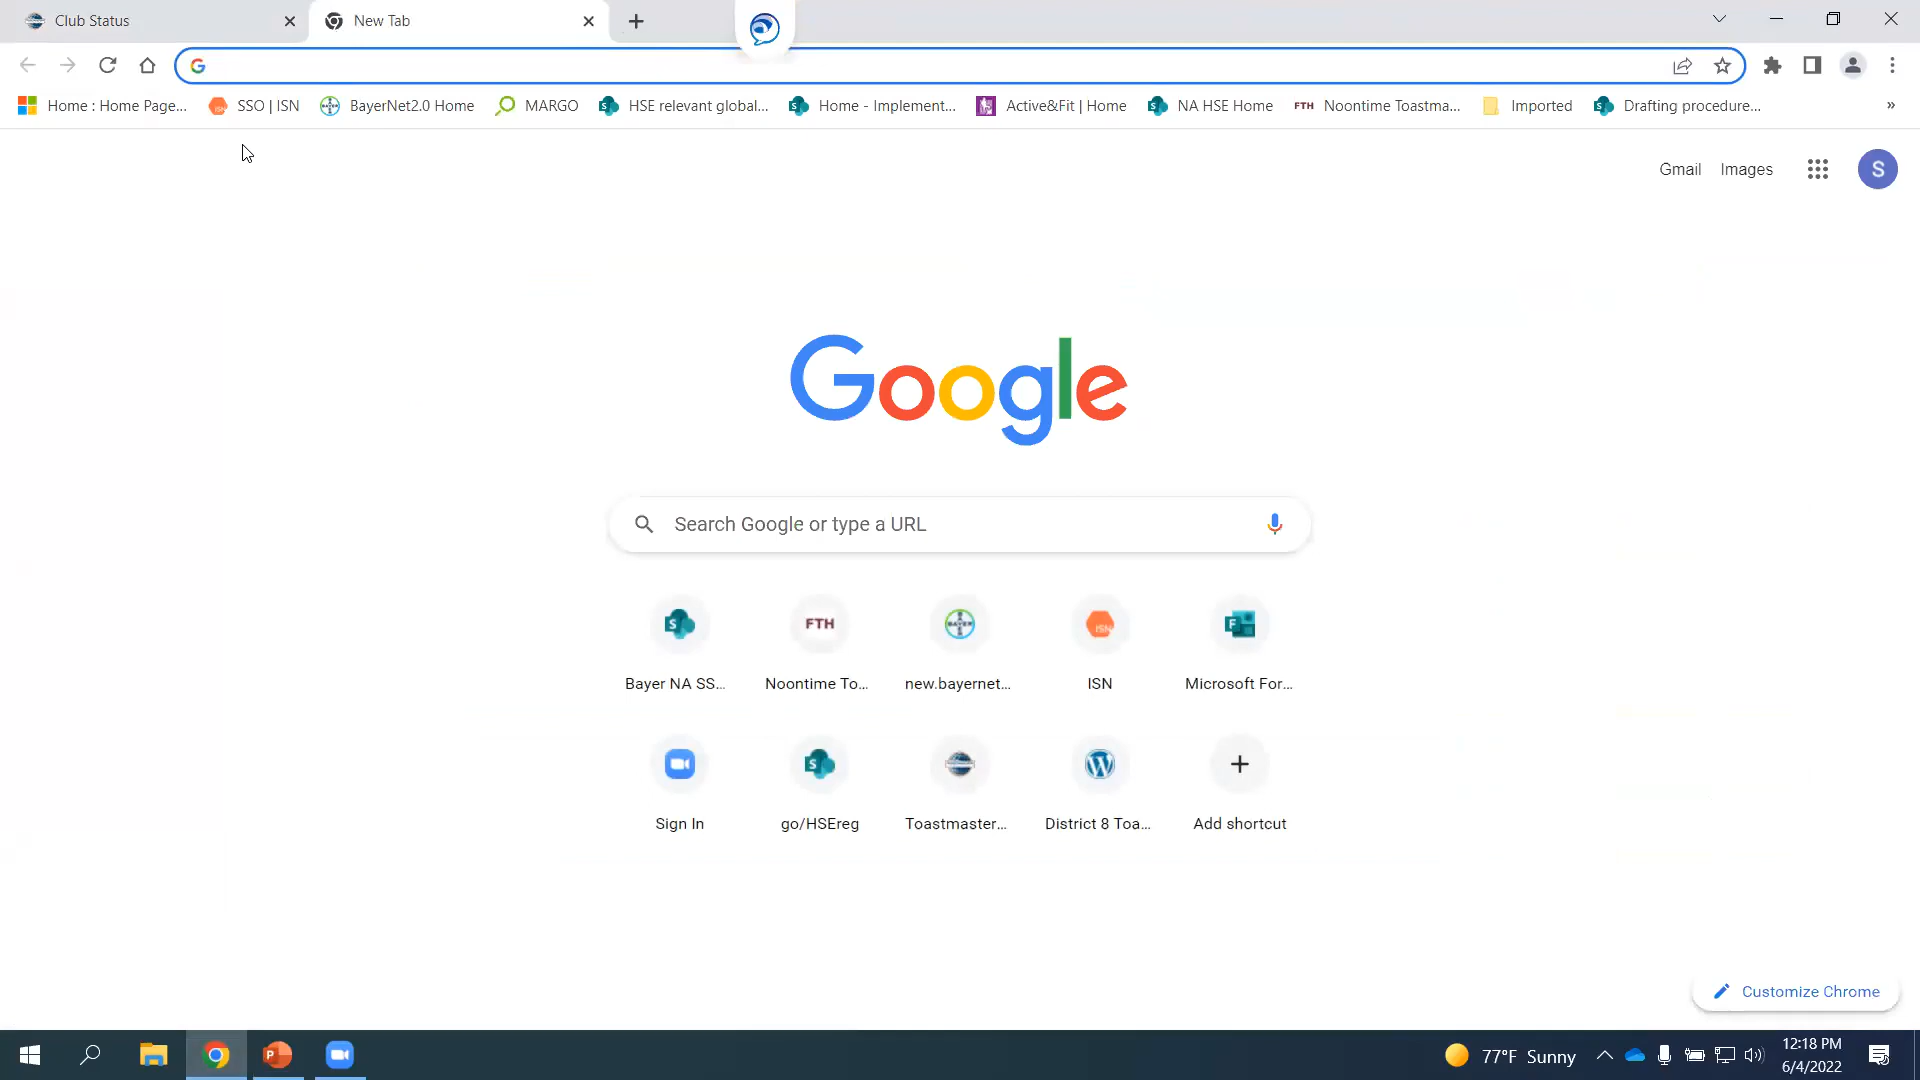 Club Status
New Tab
Home : Home Page...
SSO | ISN
BayerNet2.0 Home
MARGO
HSE relevant global...
Home - Implement...
Active&Fit | Home
NA HSE Home
FTH
Noontime Toastma...
Imported
Drafting procedure...
»
Gmail
Images
S
Google
Search Google or type a URL
FTH
BAYER
ISN
Bayer NA SS...
Noontime To...
new.bayernet...
ISN
Microsoft For...
Sign In
go/HSEreg
Toastmaster...
District 8 Toa...
Add shortcut
Customize Chrome
77°F Sunny
12:18 PM
6/4/2022